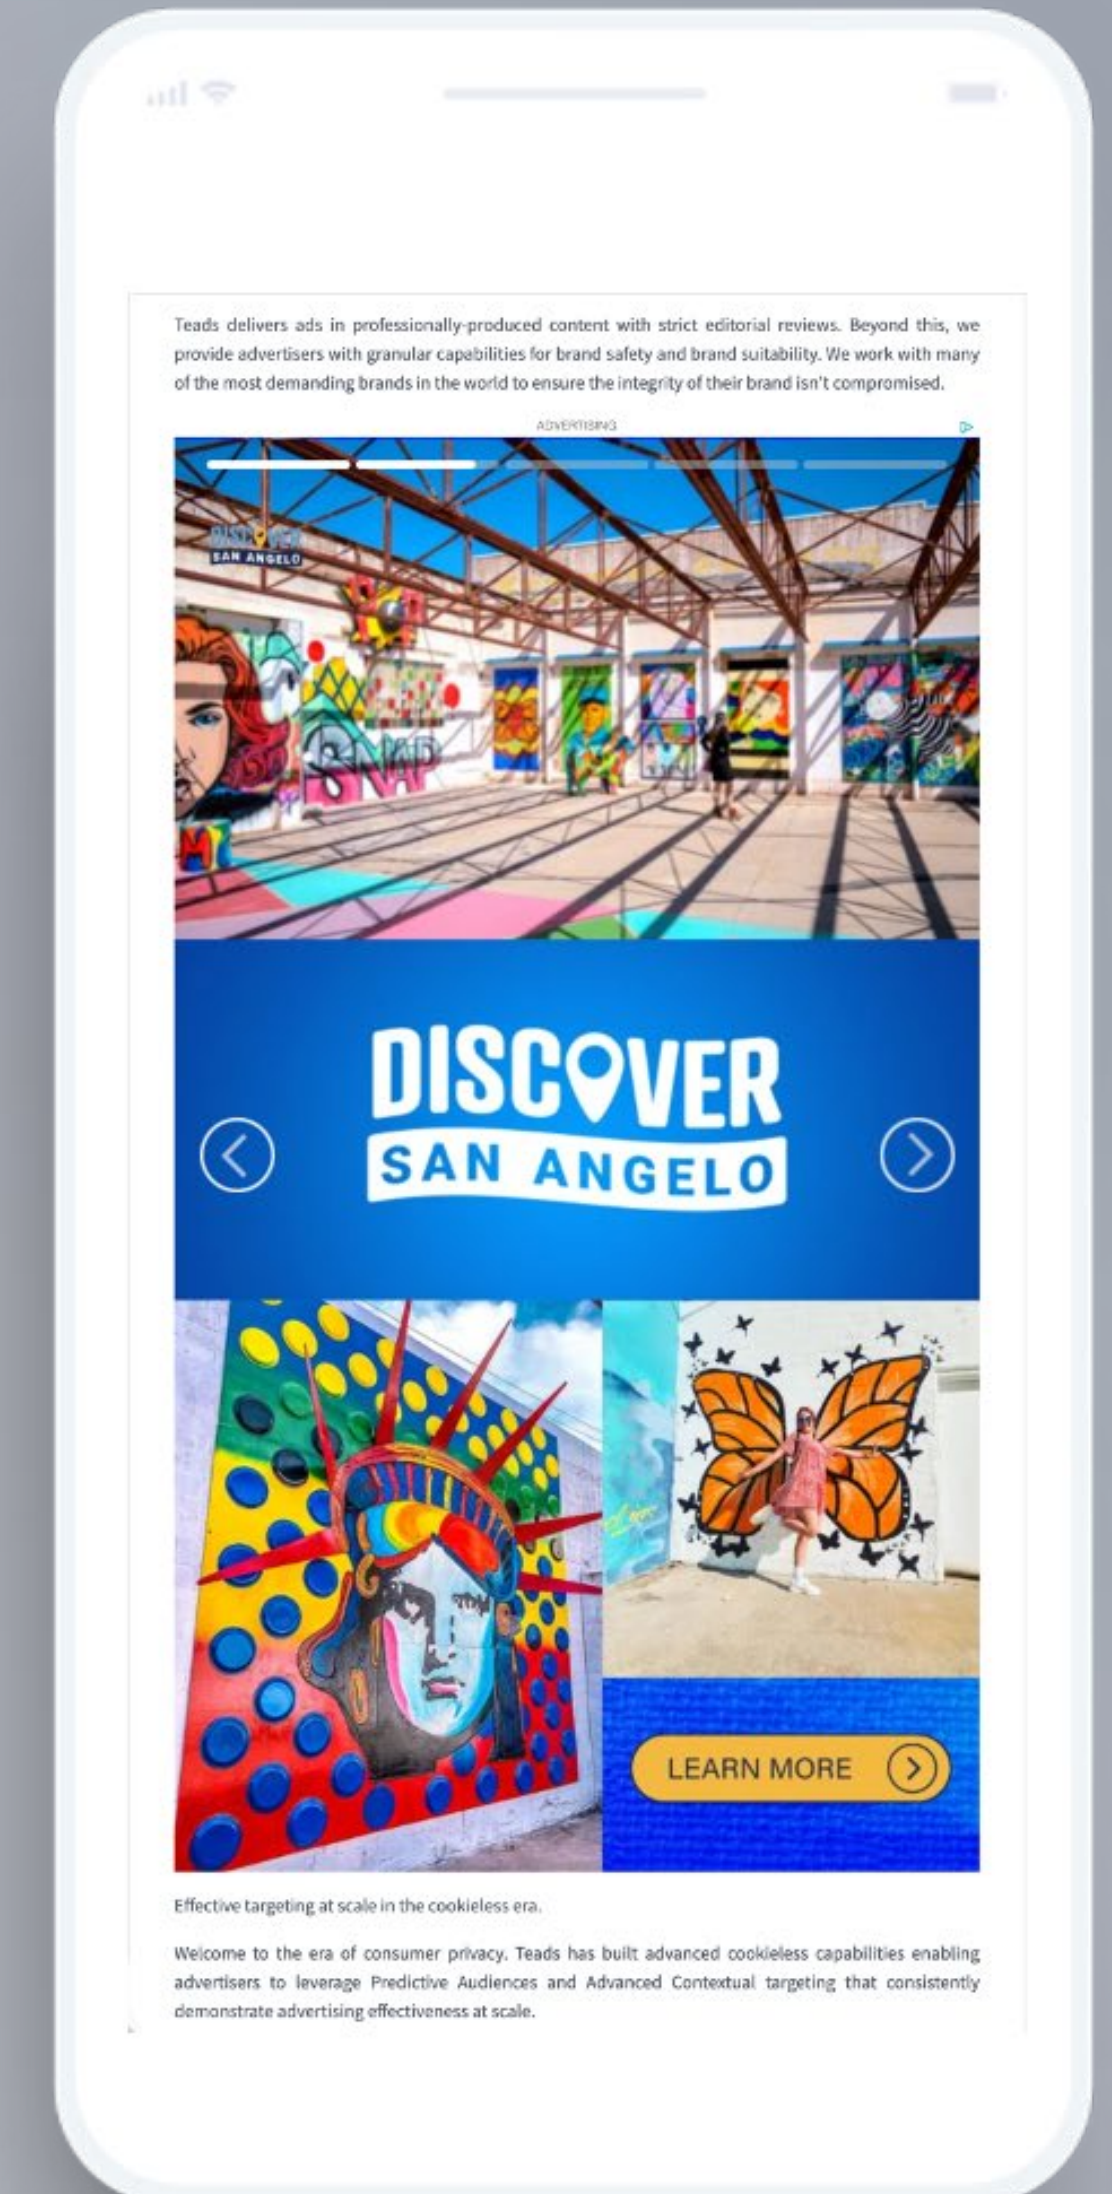 Teads delivers ads in professionally-produced content with strict editorial reviews. Beyond this, we
provide advertisers with granular capabilities for brand safety and brand suitability. We work with many
of the most demanding brands in the world to ensure the integrity of their brand isn't compromised.
ADVERTISING
DISCOVER
SAN ANGELO
SNAP
DISCOVER
SAN ANGELO
LEARN MORE
Effective targeting at scale in the cookieless era.
Welcome to the era of consumer privacy. Teads has built advanced cookieless capabilities enabling
advertisers to leverage Predictive Audiences and Advanced Contextual targeting that consistently
demonstrate advertising effectiveness at scale.